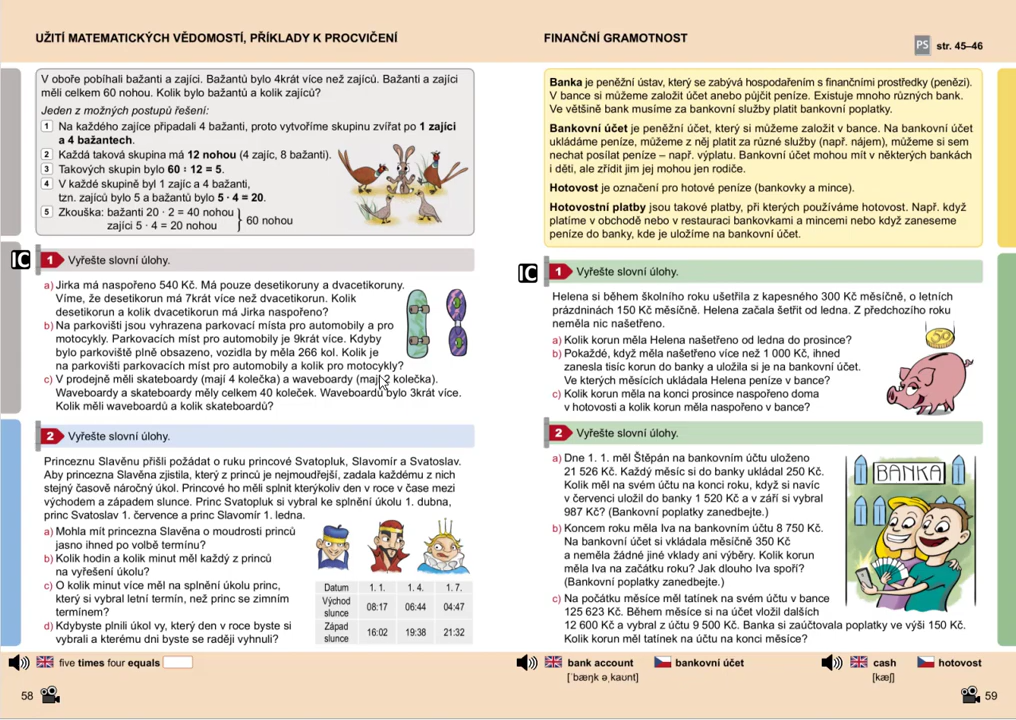 UŽITÍ MATEMATICKÝCH VĚDOMOSTÍ, PŘÍKLADY K PROCVIČENÍ
V oboře pobíhali bažanti a zajíci. Bažantů bylo 4krát více než zajíců. Bažanti a zajíci
měli celkem 60 nohou. Kolik bylo bažantů a kolik zajíců?
Jeden z možných postupů řešení:
1 Na každého zajíce připadali 4 bažanti, proto vytvoříme skupinu zvířat po 1 zajíci
a 4 bažantech.
2 Každá taková skupina má 12 nohou (4 zajíc, 8 bažanti).
3 Takových skupin bylo 60 : 12 = 5.
4 V každé skupině byl 1 zajíc a 4 bažanti,
tzn. zajíců bylo 5 a bažantů bylo 5 · 4 = 20.
5 Zkouška: bažanti 20 · 2 = 40 nohou } 60 nohou
zajíci 5 · 4 = 20 nohou
IC 1 Vyřešte slovní úlohy.
a) Jirka má naspořeno 540 Kč. Má pouze desetikoruny a dvacetikoruny.
Víme, že desetikorun má 7krát více než dvacetikorun. Kolik
desetikorun a kolik dvacetikorun má Jirka naspořeno?
b) Na parkovišti jsou vyhrazena parkovací místa pro automobily a pro
motocykly. Parkovacích míst pro automobily je 9krát více. Kdyby
bylo parkoviště plně obsazeno, vozidla by měla 266 kol. Kolik je
na parkovišti parkovacích míst pro automobily a kolik pro motocykly?
c) V prodejně měli skateboardy (mají 4 kolečka) a waveboardy (mají 2 kolečka).
Waveboardy a skateboardy měly celkem 40 koleček. Waveboardů bylo 3krát více.
Kolik měli waveboardů a kolik skateboardů?
2 Vyřešte slovní úlohy.
Princeznu Slavěnu přišli požádat o ruku princové Svatopluk, Slavomír a Svatoslav.
Aby princezna Slavěna zjistila, který z princů je nejmoudřejší, zadala každému z nich
stejný časově náročný úkol. Princové ho měli splnit kterýkoliv den v roce v čase mezi
východem a západem slunce. Princ Svatopluk si vybral ke splnění úkolu 1. dubna,
princ Svatoslav 1. července a princ Slavomír 1. ledna.
a) Mohla mít princezna Slavěna o moudrosti princů
jasno ihned po volbě termínu?
b) Kolik hodin a kolik minut měl každý z princů
na vyřešení úkolu?
c) O kolik minut více měl na splnění úkolu princ,
který si vybral letní termín, než princ se zimním
termínem?
d) Kdybyste plnili úkol vy, který den v roce byste si
vybrali a kterému dni byste se raději vyhnuli?
Datum 1. 1. 1. 4. 1. 7.
Východ slunce 08:17 06:44 04:47
Západ slunce 16:02 19:38 21:32
five times four equals
58
FINANČNÍ GRAMOTNOST
PS str. 45–46
Banka je peněžní ústav, který se zabývá hospodařením s finančními prostředky (penězi).
V bance si můžeme založit účet anebo půjčit peníze. Existuje mnoho různých bank.
Ve většině bank musíme za bankovní služby platit bankovní poplatky.
Bankovní účet je peněžní účet, který si můžeme založit v bance. Na bankovní účet
ukládáme peníze, můžeme z něj platit za různé služby (např. nájem), můžeme si sem
nechat posílat peníze – např. výplatu. Bankovní účet mohou mít v některých bankách
i děti, ale zřídit jim jej mohou jen rodiče.
Hotovost je označení pro hotové peníze (bankovky a mince).
Hotovostní platby jsou takové platby, při kterých používáme hotovost. Např. když
platíme v obchodě nebo v restauraci bankovkami a mincemi nebo když zaneseme
peníze do banky, kde je uložíme na bankovní účet.
IC 1 Vyřešte slovní úlohy.
Helena si během školního roku ušetřila z kapesného 300 Kč měsíčně, o letních
prázdninách 150 Kč měsíčně. Helena začala šetřit od ledna. Z předchozího roku
neměla nic našetřeno.
a) Kolik korun měla Helena našetřeno od ledna do prosince?
b) Pokaždé, když měla našetřeno více než 1 000 Kč, ihned
zanesla tisíc korun do banky a uložila si je na bankovní účet.
Ve kterých měsících ukládala Helena peníze v bance?
c) Kolik korun měla na konci prosince naspořeno doma
v hotovosti a kolik korun měla naspořeno v bance?
50
2 Vyřešte slovní úlohy.
a) Dne 1. 1. měl Štěpán na bankovním účtu uloženo
21 526 Kč. Každý měsíc si do banky ukládal 250 Kč.
Kolik měl na svém účtu na konci roku, když si navíc
v červenci uložil do banky 1 520 Kč a v září si vybral
987 Kč? (Bankovní poplatky zanedbejte.)
b) Koncem roku měla Iva na bankovním účtu 8 750 Kč.
Na bankovní účet si vkládala měsíčně 350 Kč
a neměla žádné jiné vklady ani výběry. Kolik korun
měla Iva na začátku roku? Jak dlouho Iva spoří?
(Bankovní poplatky zanedbejte.)
c) Na počátku měsíce měl tatínek na svém účtu v bance
125 623 Kč. Během měsíce si na účet vložil dalších
12 600 Kč a vybral z účtu 9 500 Kč. Banka si zaúčtovala poplatky ve výši 150 Kč.
Kolik korun měl tatínek na účtu na konci měsíce?
BANKA
bank account bankovní účet cash hotovost
[ˈbæŋk əˌkaunt] [kæʃ]
59